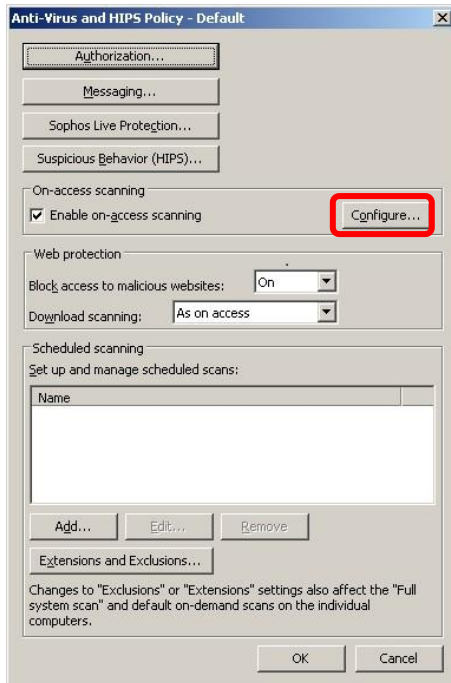 Anti-Virus and HIPS Policy - Default
Authorization...
Messaging...
Sophos Live Protection...
Suspicious Behavior (HIPS)...
On-access scanning
Enable on-access scanning
Configure...
Web protection
Block access to malicious websites: On
Download scanning: As on access
Scheduled scanning
Set up and manage scheduled scans:
Name
Add... Edit... Remove
Extensions and Exclusions...
Changes to "Exclusions" or "Extensions" settings also affect the "Full
system scan" and default on-demand scans on the individual
computers.
OK Cancel